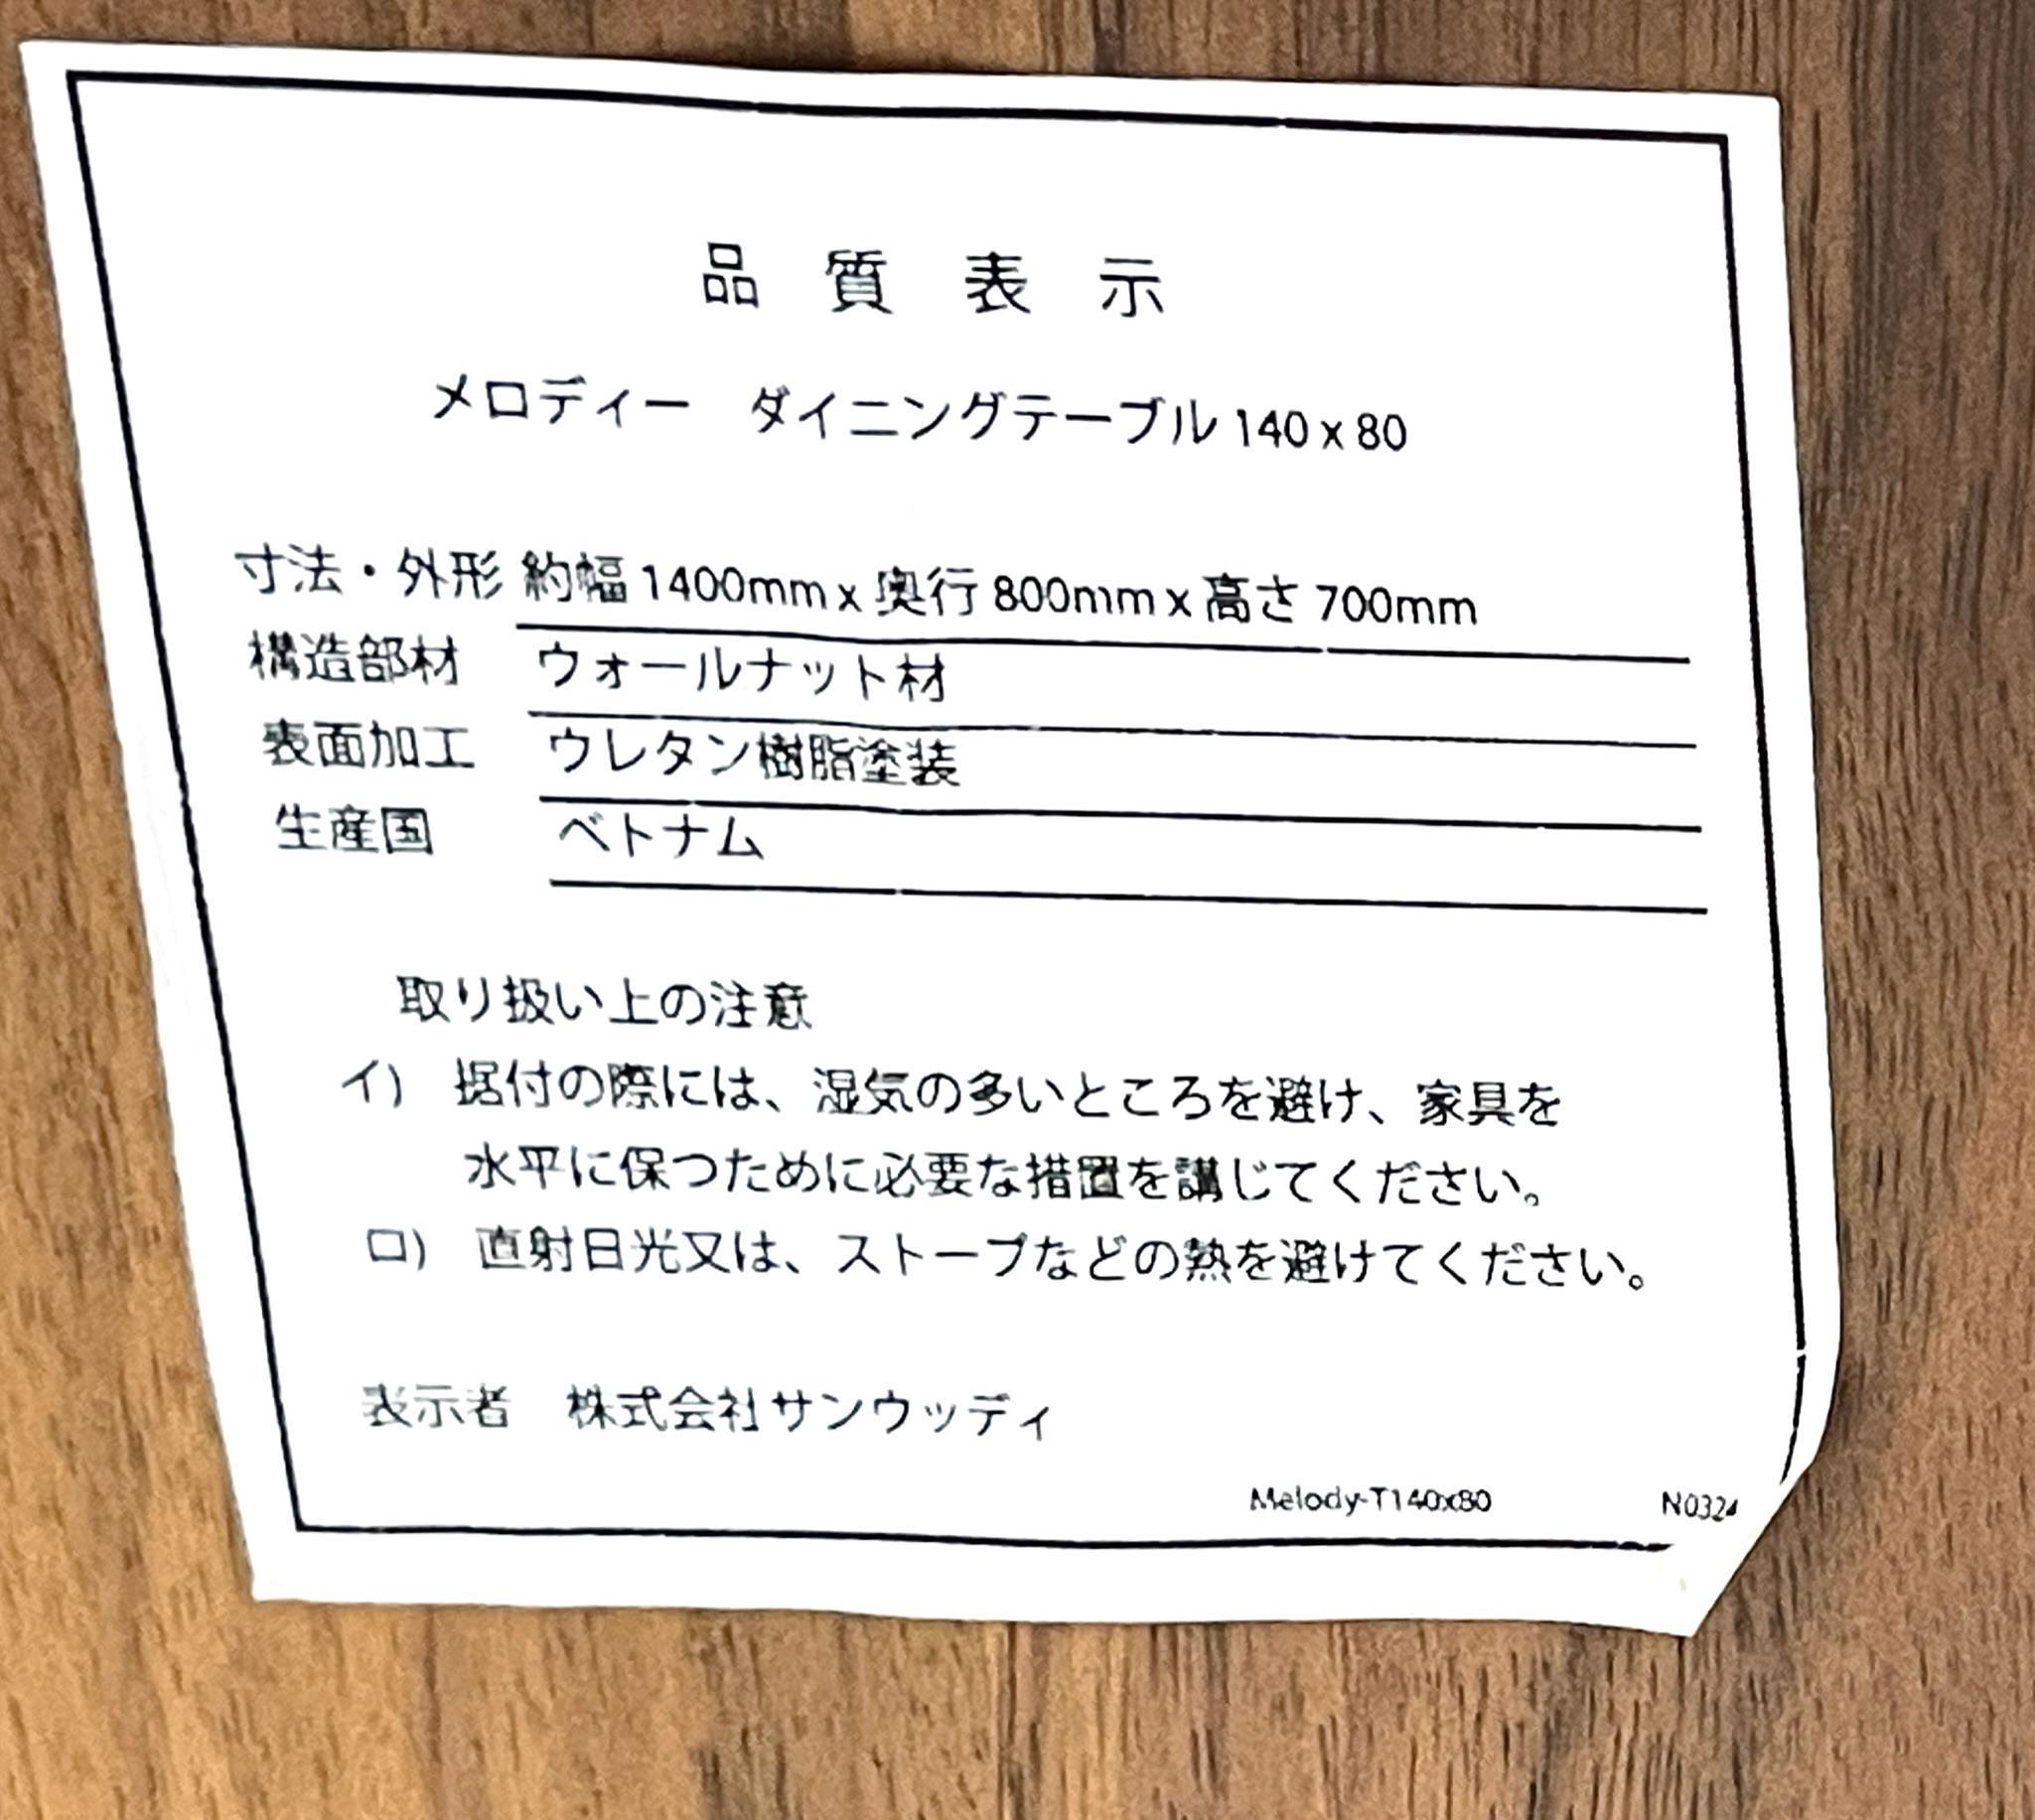 品質表示
メロディー ダイニングテーブル 140 x 80
寸法・外形 約幅 1400mm x 奥行 800mm x 高さ 700mm
構造部材 ウォールナット材
表面加工 ウレタン樹脂塗装
生産国 ベトナム
取り扱い上の注意
イ） 据付の際には、湿気の多いところを避け、家具を
水平に保つために必要な措置を講じてください。
ロ） 直射日光又は、ストーブなどの熱を避けてください。
表示者 株式会社サンウッディ
Melody-T140x80 N0324